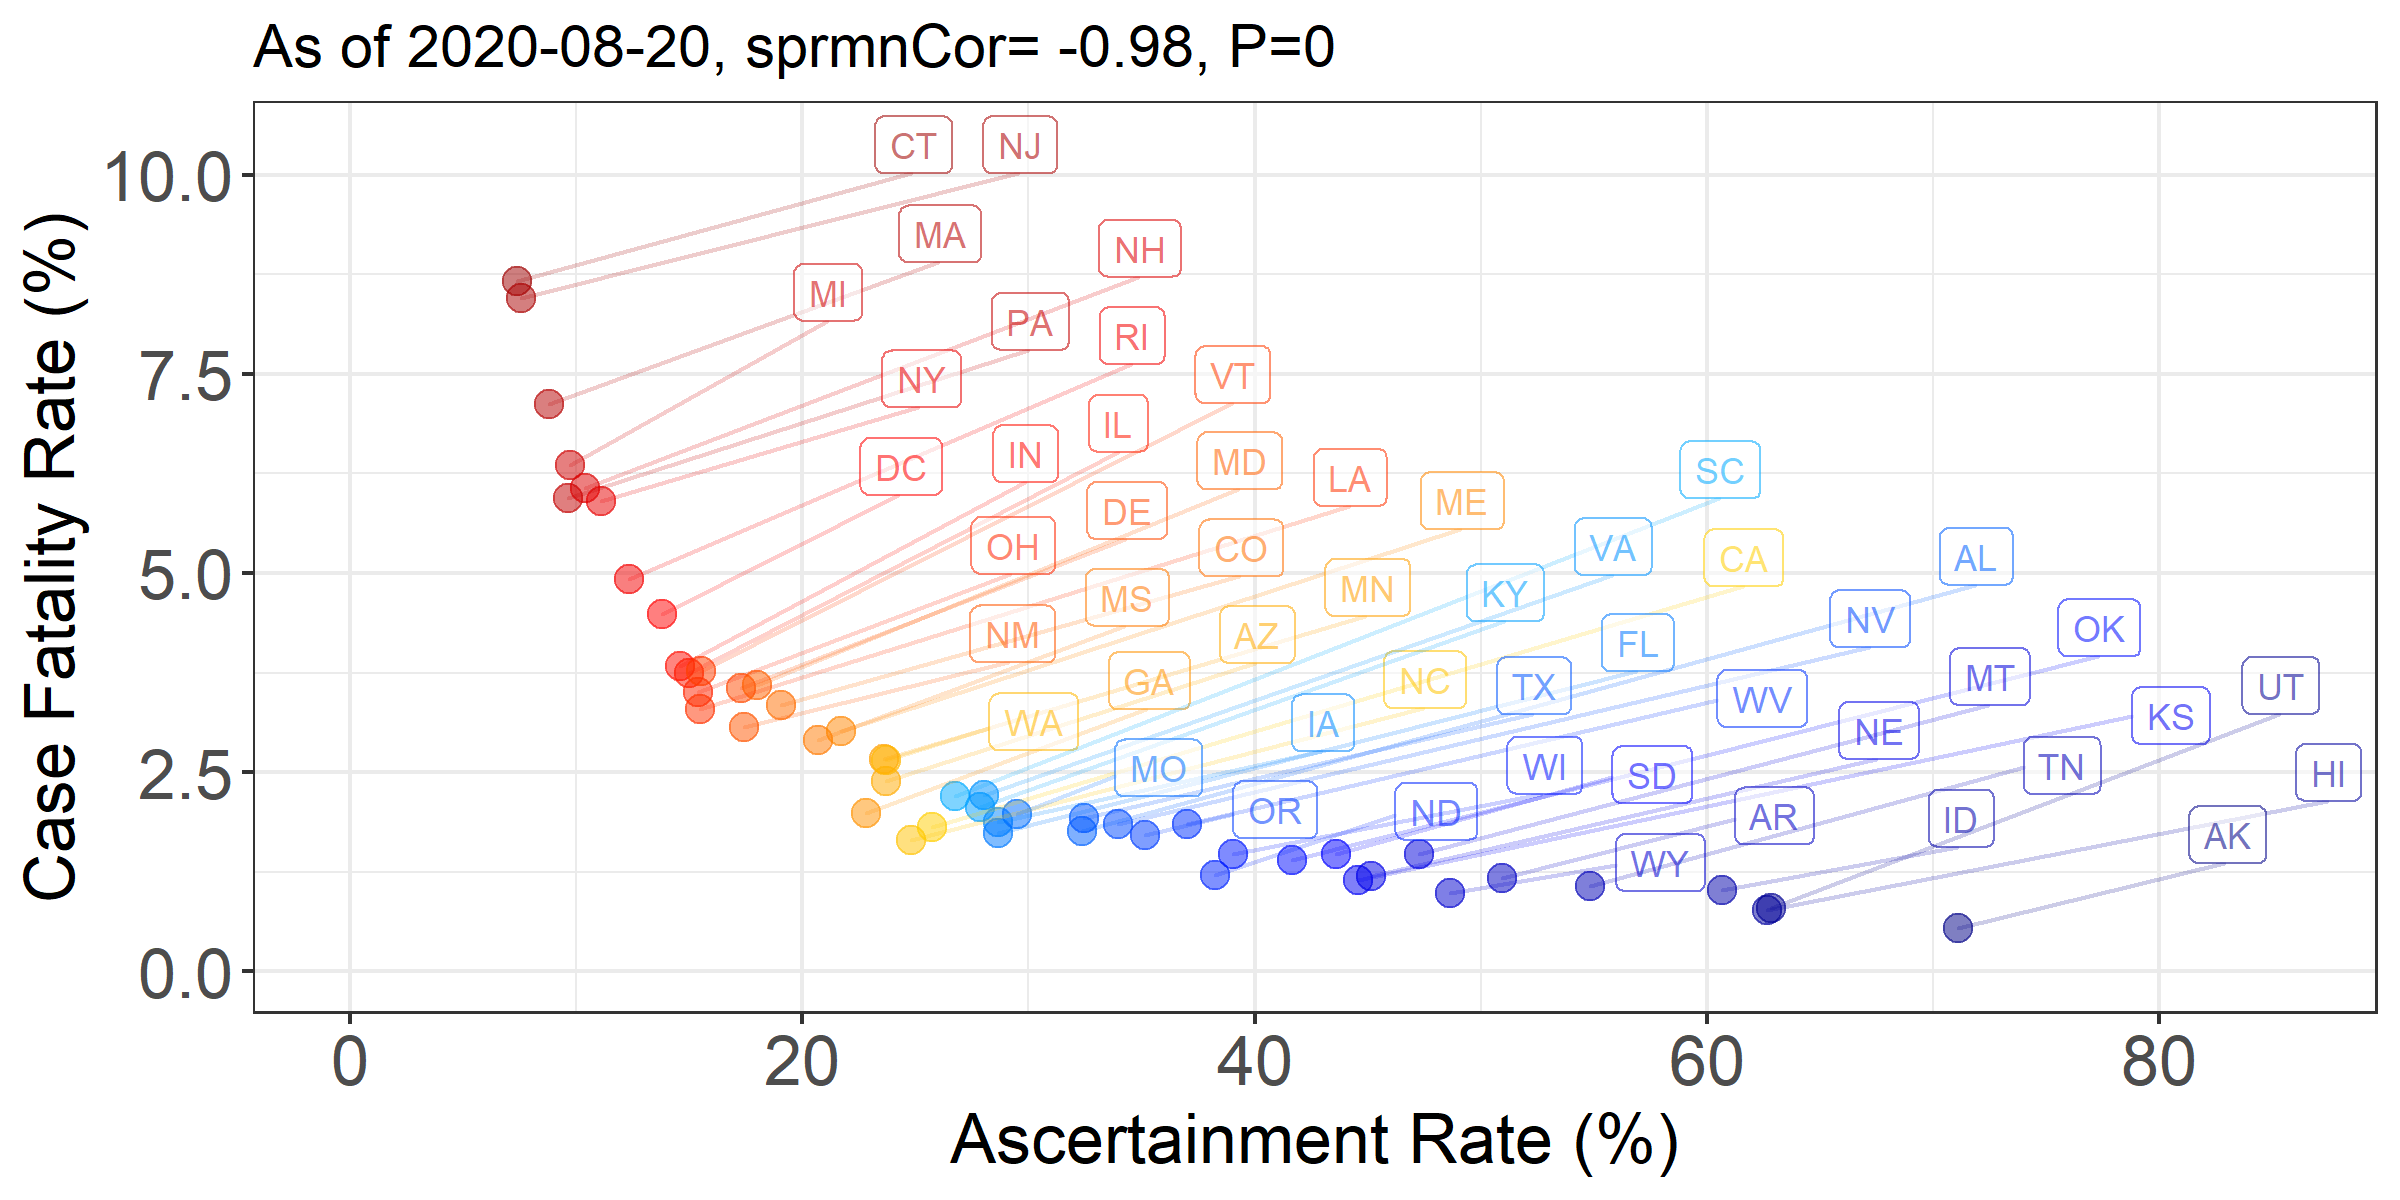 As of 2020-08-20, sprmnCor= -0.98, P=0
Case Fatality Rate (%)
10.0
7.5
5.0
2.5
0.0
CT NJ
MA
NH
MI
PA
RI
NY
VT
IL
IN
MD
DC
LA
SC
ME
DE
OH
CO
VA
CA
AL
MN
KY
MS
NV
OK
NM
AZ
FL
GA
NC
TX
MT
UT
WV
WA
IA
NE
KS
MO
WI
SD
TN
HI
OR
ND
AR
ID
AK
WY
0 20 40 60 80
Ascertainment Rate (%)